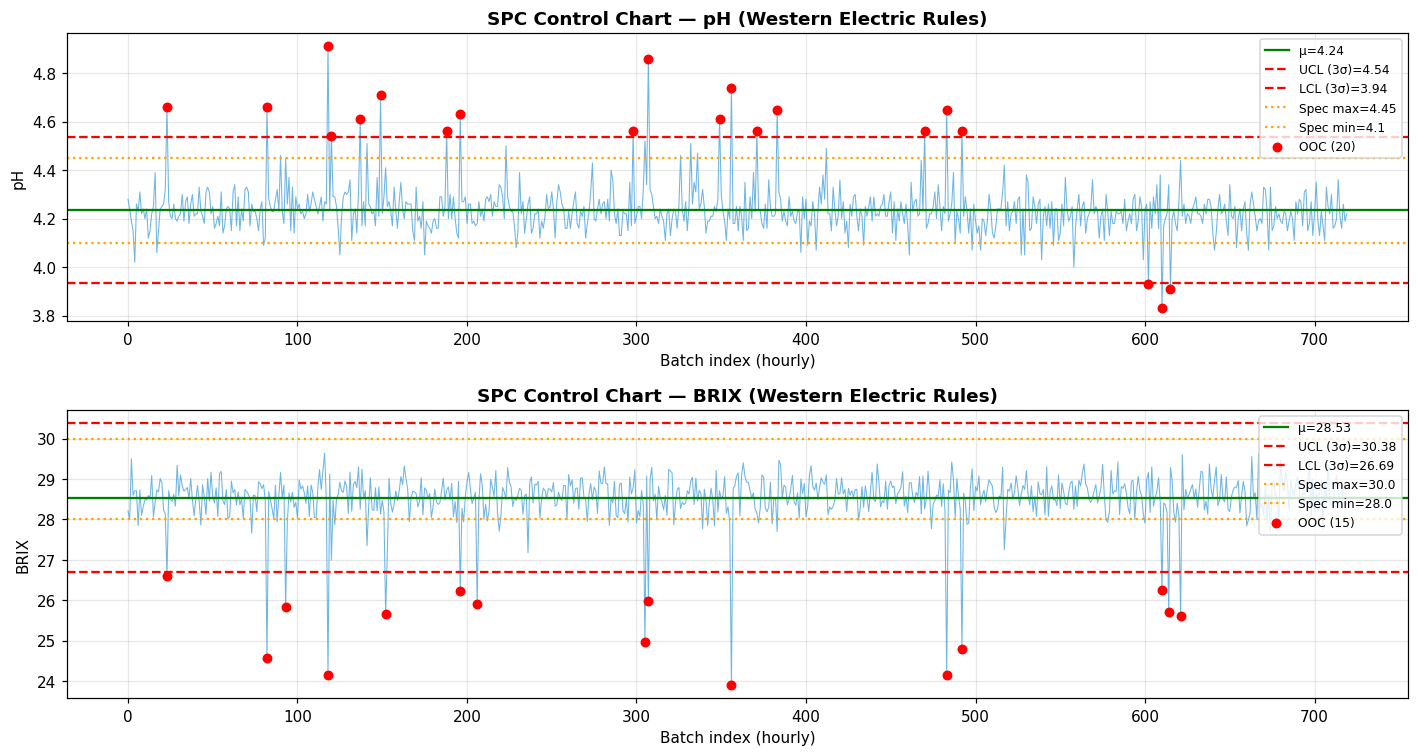 SPC Control Chart — pH (Western Electric Rules)
pH
4.8
4.6
4.4
4.2
4.0
3.8
μ=4.24
UCL (3σ)=4.54
LCL (3σ)=3.94
Spec max=4.45
Spec min=4.1
OOC (20)
0 100 200 300 400 500 600 700
Batch index (hourly)
SPC Control Chart — BRIX (Western Electric Rules)
BRIX
30
29
28
27
26
25
24
μ=28.53
UCL (3σ)=30.38
LCL (3σ)=26.69
Spec max=30.0
Spec min=28.0
OOC (15)
0 100 200 300 400 500 600 700
Batch index (hourly)